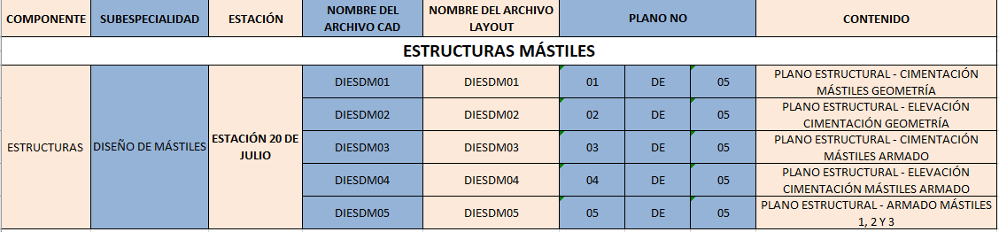 COMPONENTE SUBESPECIALIDAD ESTACIÓN NOMBRE DEL ARCHIVO CAD NOMBRE DEL ARCHIVO LAYOUT PLANO NO CONTENIDO
ESTRUCTURAS MÁSTILES
ESTRUCTURAS DISEÑO DE MÁSTILES ESTACIÓN 20 DE JULIO
DIESDM01 DIESDM01 01 DE 05 PLANO ESTRUCTURAL - CIMENTACIÓN MÁSTILES GEOMETRÍA
DIESDM02 DIESDM02 02 DE 05 PLANO ESTRUCTURAL - ELEVACIÓN CIMENTACIÓN GEOMETRÍA
DIESDM03 DIESDM03 03 DE 05 PLANO ESTRUCTURAL - CIMENTACIÓN MÁSTILES ARMADO
DIESDM04 DIESDM04 04 DE 05 PLANO ESTRUCTURAL - ELEVACIÓN CIMENTACIÓN MÁSTILES ARMADO
DIESDM05 DIESDM05 05 DE 05 PLANO ESTRUCTURAL - ARMADO MÁSTILES 1, 2 Y 3